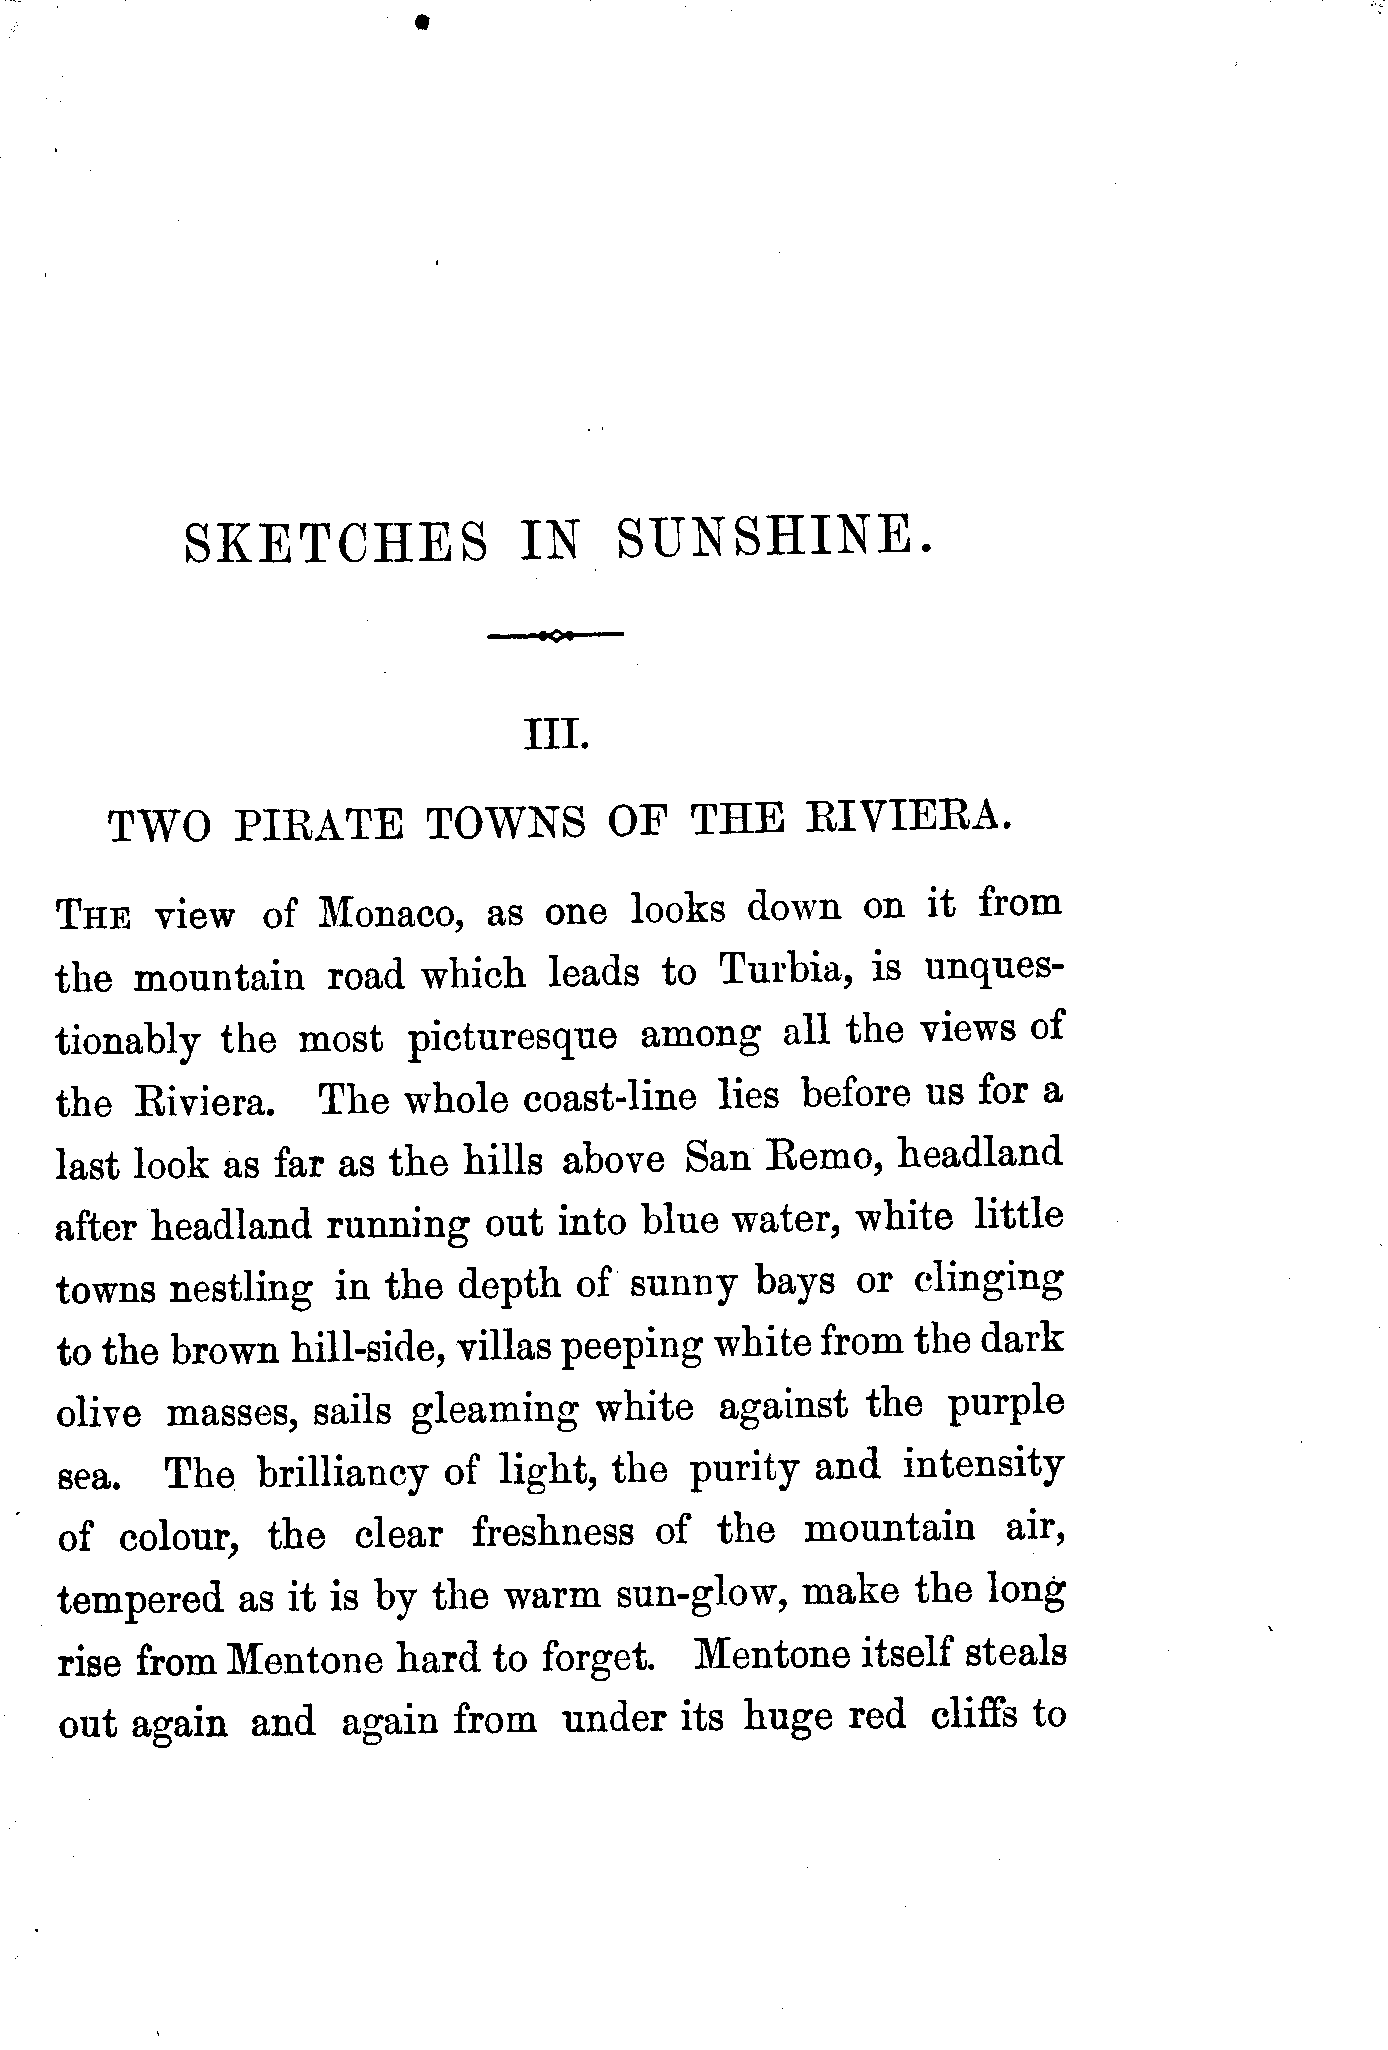 SKETCHES IN SUNSHINE.
III.
TWO PIRATE TOWNS OF THE RIVIERA.
THE view of Monaco, as one looks down on it from
the mountain road which leads to Turbia, is unques-
tionably the most picturesque among all the views of
the Riviera. The whole coast-line lies before us for a
last look as far as the hills above San Remo, headland
after headland running out into blue water, white little
towns nestling in the depth of sunny bays or clinging
to the brown hill-side, villas peeping white from the dark
olive masses, sails gleaming white against the purple
sea. The brilliancy of light, the purity and intensity
of colour, the clear freshness of the mountain air,
tempered as it is by the warm sun-glow, make the long
rise from Mentone hard to forget. Mentone itself steals
out again and again from under its huge red cliffs to